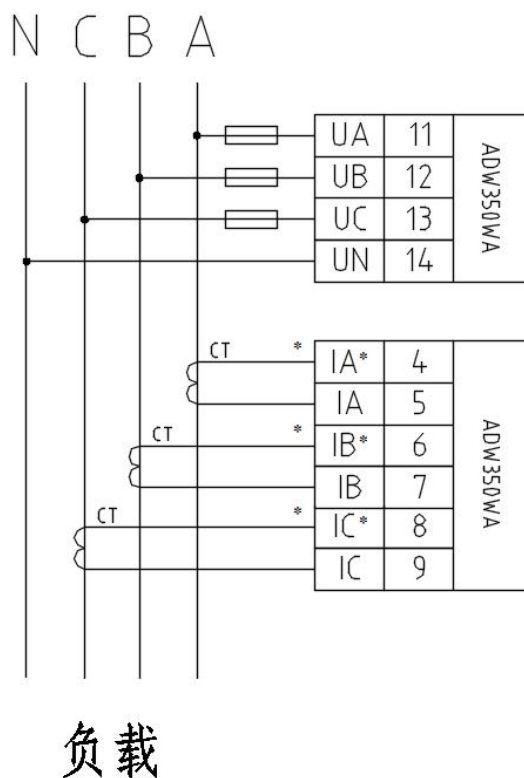 N C B A
UA 11
UB 12
UC 13
UN 14
ADW350WA
CT * IA* 4
IA 5
CT * IB* 6
IB 7
CT * IC* 8
IC 9
ADW350WA
负载